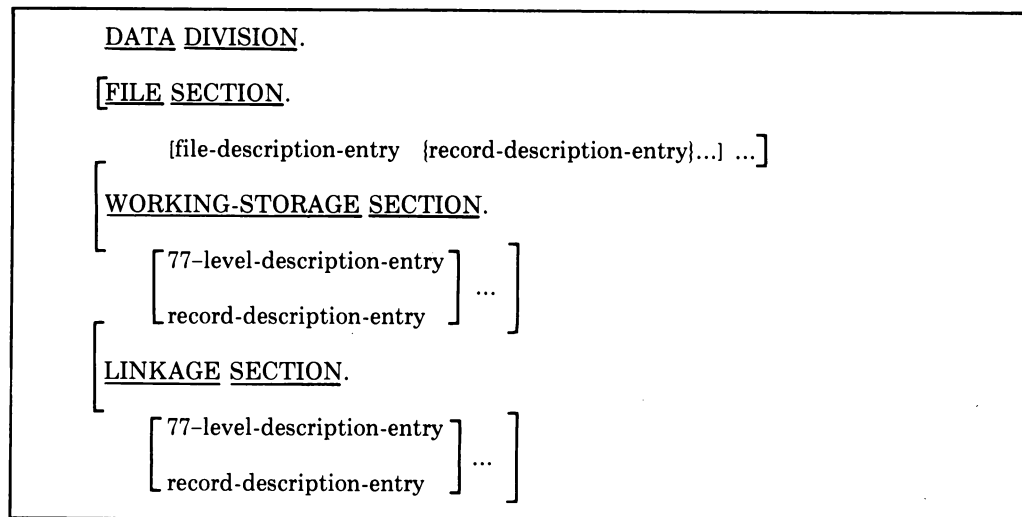 DATA DIVISION.
[FILE SECTION.
[file-description-entry {record-description-entry}...] ...]
[WORKING-STORAGE SECTION.
[77–level-description-entry
record-description-entry] ... ]
[LINKAGE SECTION.
[77–level-description-entry
record-description-entry] ... ]